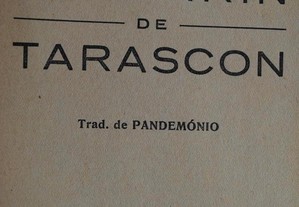 DE
TARASCON
Trad. de PANDEMÓNIO